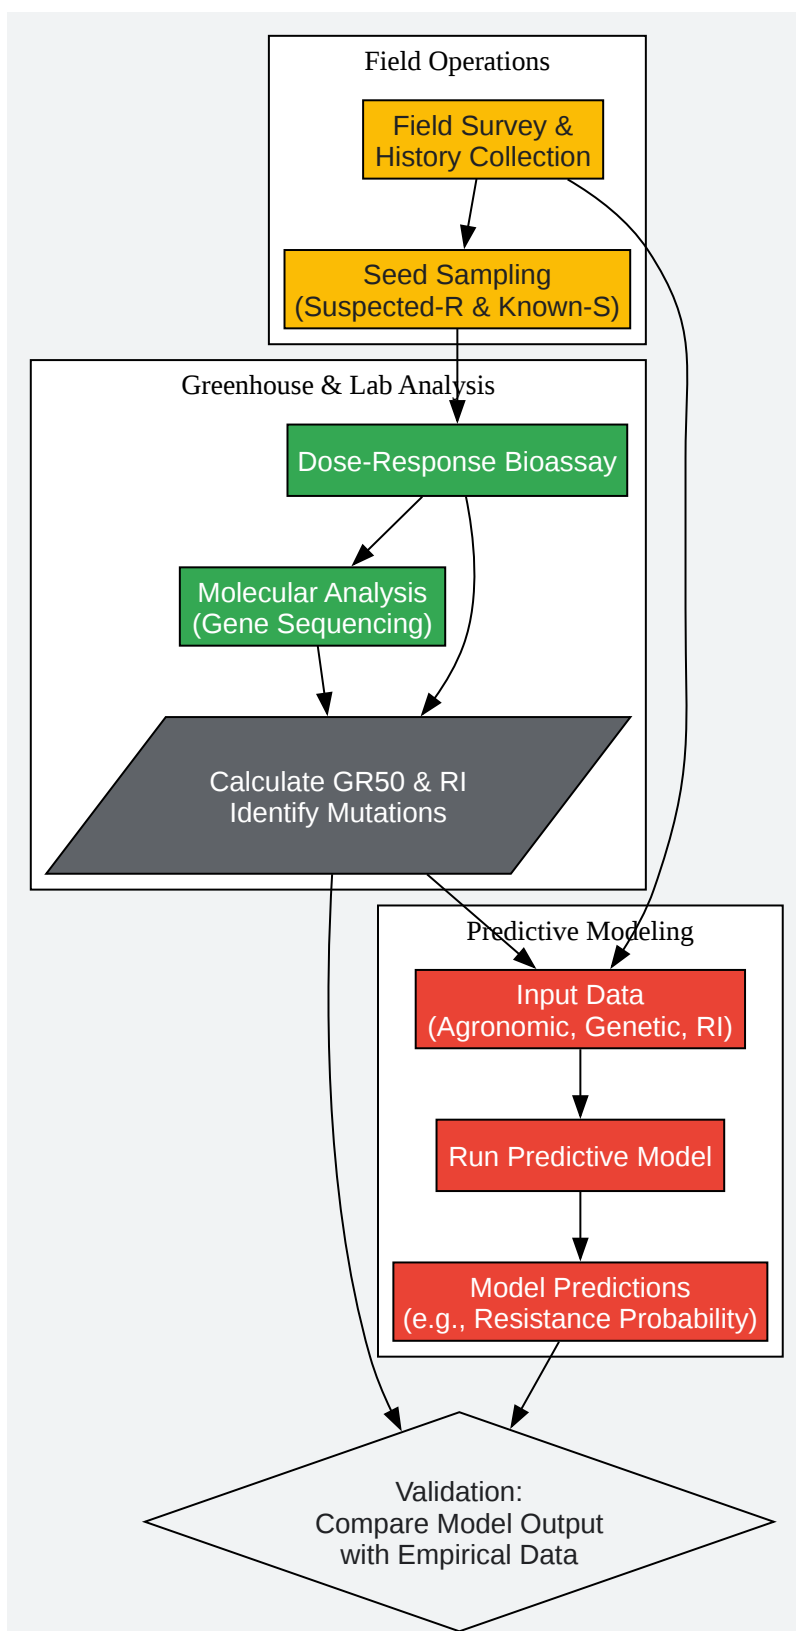 Field Operations
Field Survey &
History Collection
Seed Sampling
(Suspected-R & Known-S)
Greenhouse & Lab Analysis
Dose-Response Bioassay
Molecular Analysis
(Gene Sequencing)
Calculate GR50 & RI
Identify Mutations
Predictive Modeling
Input Data
(Agronomic, Genetic, RI)
Run Predictive Model
Model Predictions
(e.g., Resistance Probability)
Validation:
Compare Model Output
with Empirical Data